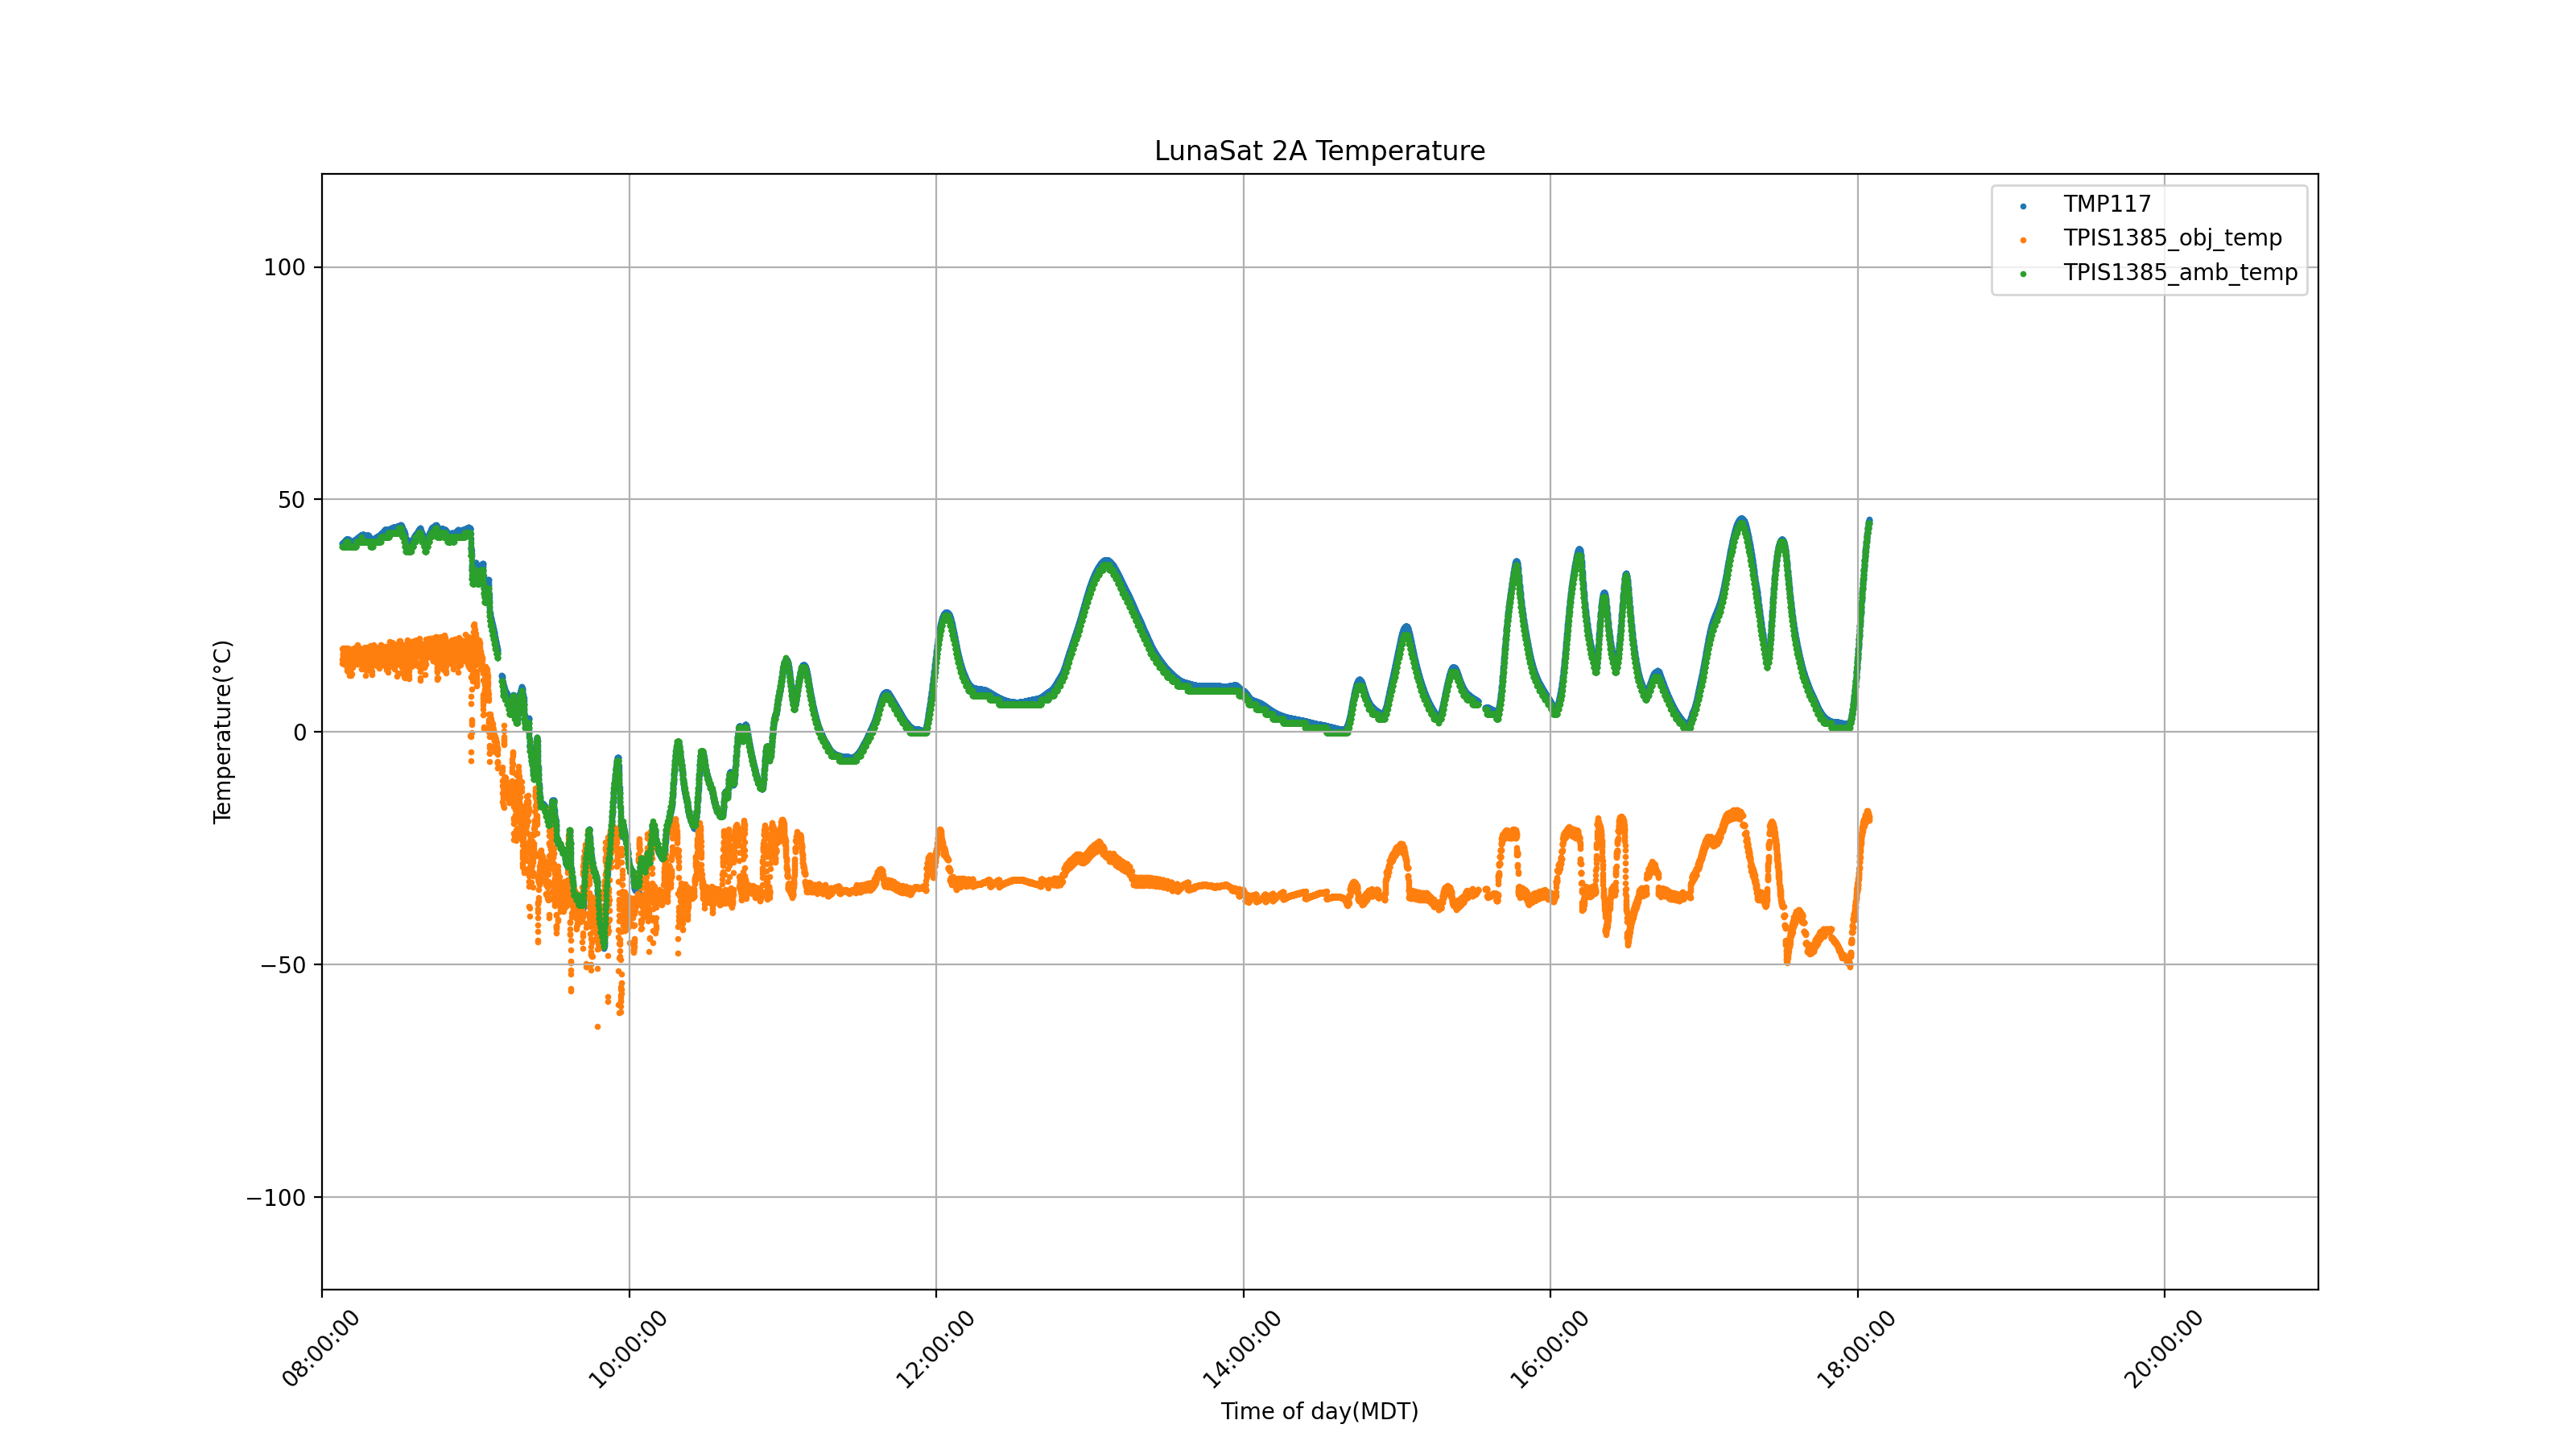 LunaSat 2A Temperature
TMP117
TPIS1385_obj_temp
TPIS1385_amb_temp
100
50
0
−50
−100
Temperature(°C)
08:00:00
10:00:00
12:00:00
14:00:00
16:00:00
18:00:00
20:00:00
Time of day(MDT)